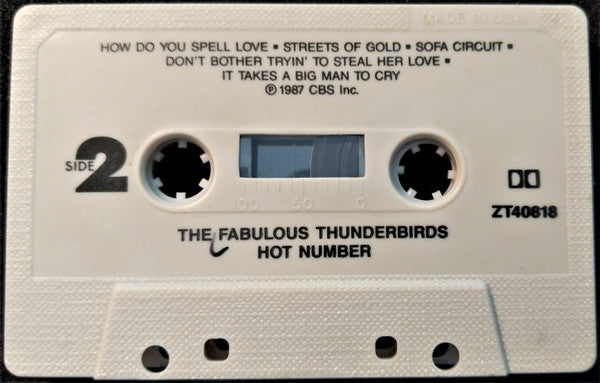 MADE IN USA
HOW DO YOU SPELL LOVE ▪ STREETS OF GOLD ▪ SOFA CIRCUIT ▪
DON'T BOTHER TRYIN' TO STEAL HER LOVE ▪
IT TAKES A BIG MAN TO CRY
℗ 1987 CBS Inc.
SIDE 2
100 50 0
ZT40818
THE FABULOUS THUNDERBIRDS
HOT NUMBER